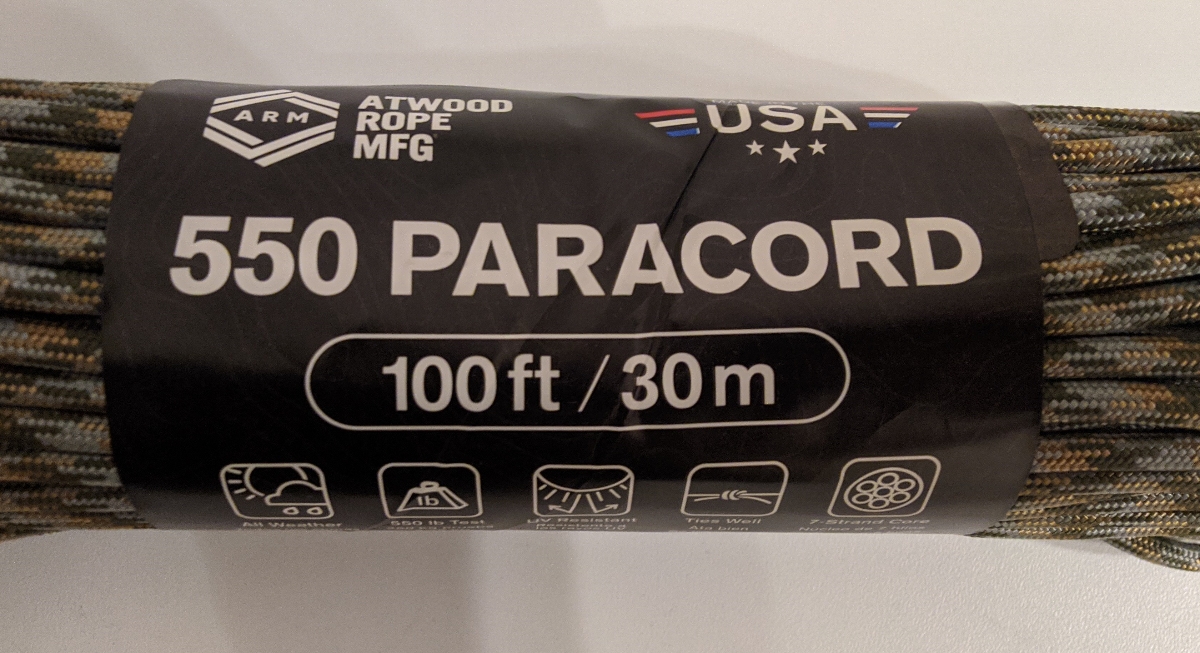 ARM
ATWOOD
ROPE
MFG
USA
550 PARACORD
100 ft / 30 m
lb
All Weather
550 lb Test
UV Resistant
Ties Well
Ata bien
7-Strand Core